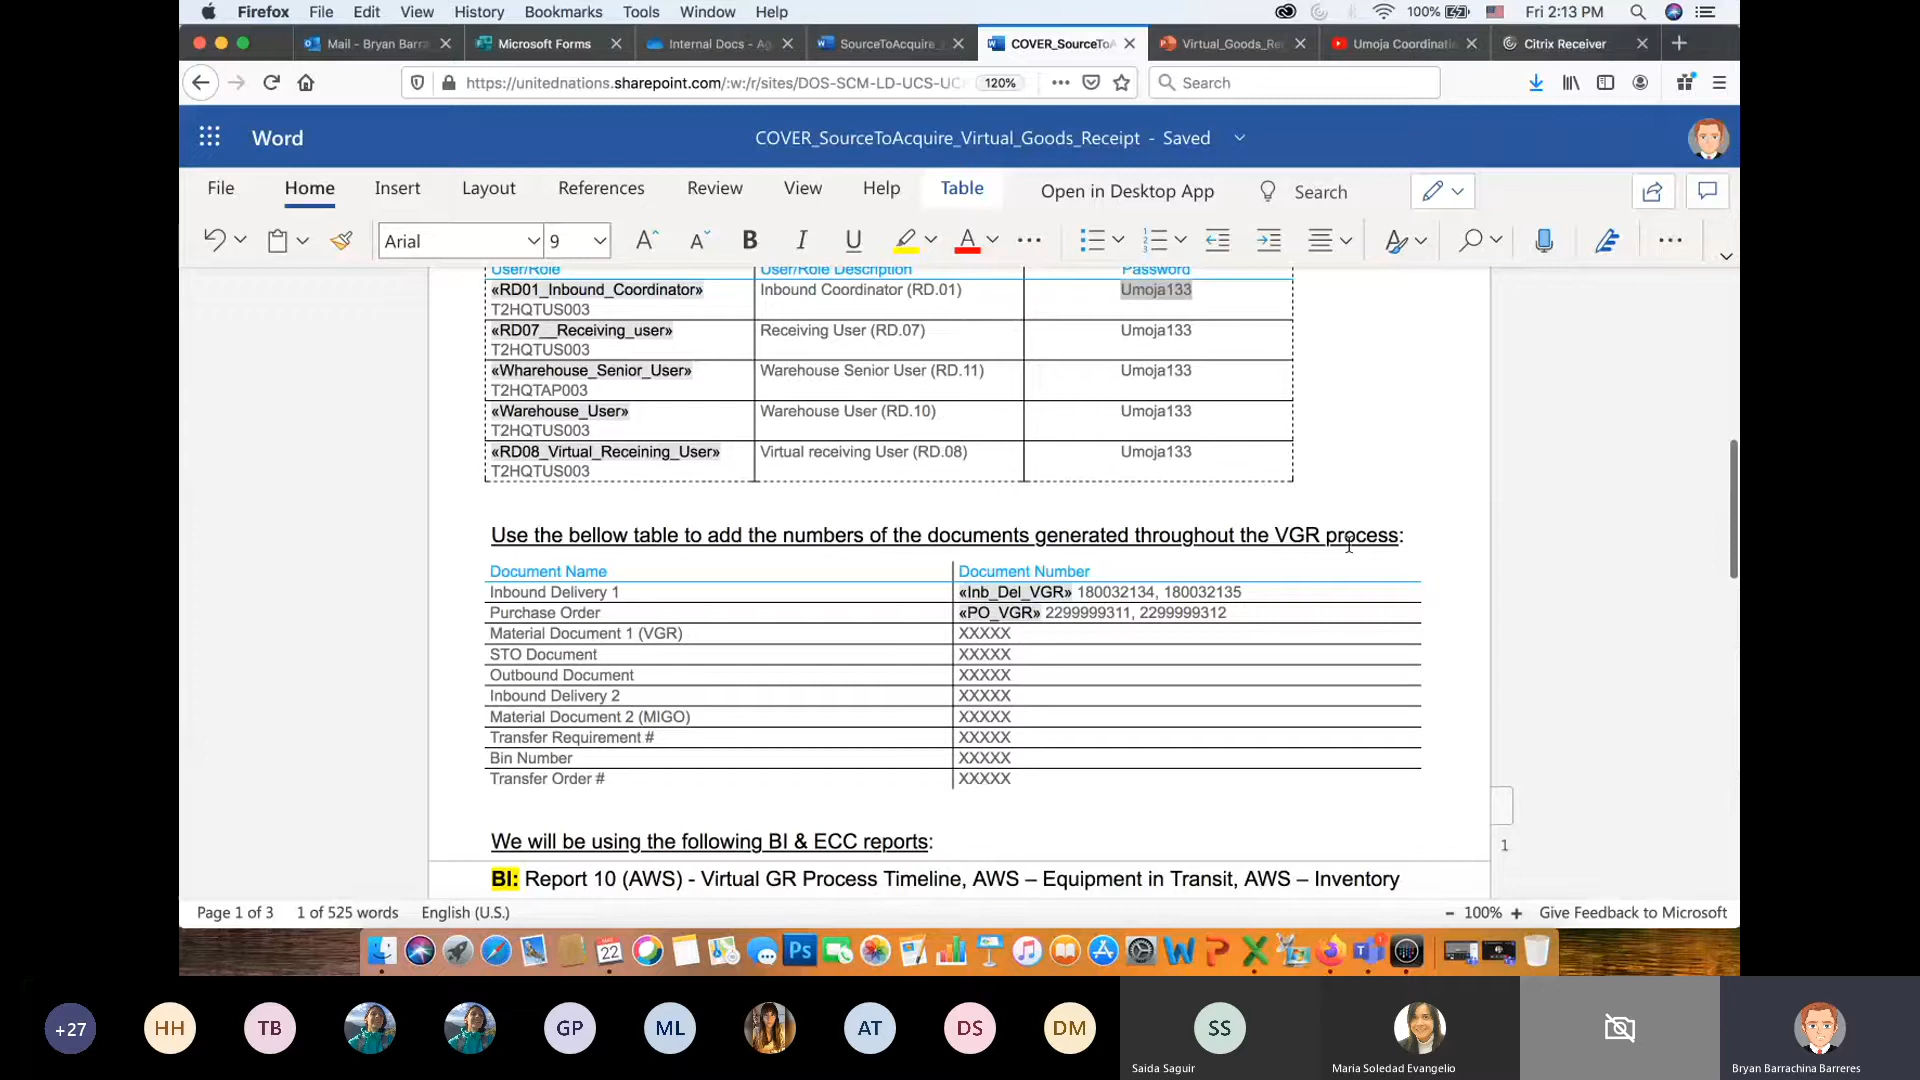 Firefox File Edit View History Bookmarks Tools Window Help 100% Fri 2:13 PM
Mail - Bryan Barra
Microsoft Forms
Internal Docs - Ag
SourceToAcquire_
COVER_SourceToA
Virtual_Goods_Re
Umoja Coordinati
Citrix Receiver
https://unitednations.sharepoint.com/:w:/r/sites/DOS-SCM-LD-UCS-UC 120% Search
Word COVER_SourceToAcquire_Virtual_Goods_Receipt - Saved
File Home Insert Layout References Review View Help Table Open in Desktop App Search
Arial 9
User/Role User/Role Description Password
«RD01_Inbound_Coordinator» Inbound Coordinator (RD.01) Umoja133
T2HQTUS003
«RD07__Receiving_user» Receiving User (RD.07) Umoja133
T2HQTUS003
«Wharehouse_Senior_User» Warehouse Senior User (RD.11) Umoja133
T2HQTAP003
«Warehouse_User» Warehouse User (RD.10) Umoja133
T2HQTUS003
«RD08_Virtual_Receining_User» Virtual receiving User (RD.08) Umoja133
T2HQTUS003
Use the bellow table to add the numbers of the documents generated throughout the VGR process:
Document Name Document Number
Inbound Delivery 1 «Inb_Del_VGR» 180032134, 180032135
Purchase Order «PO_VGR» 2299999311, 2299999312
Material Document 1 (VGR) XXXXX
STO Document XXXXX
Outbound Document XXXXX
Inbound Delivery 2 XXXXX
Material Document 2 (MIGO) XXXXX
Transfer Requirement # XXXXX
Bin Number XXXXX
Transfer Order # XXXXX
We will be using the following BI & ECC reports:
1
BI: Report 10 (AWS) - Virtual GR Process Timeline, AWS – Equipment in Transit, AWS – Inventory
Page 1 of 3 1 of 525 words English (U.S.) - 100% + Give Feedback to Microsoft
22
+27 HH TB GP ML AT DS DM SS
Saida Saguir Maria Soledad Evangelio Bryan Barrachina Barreres